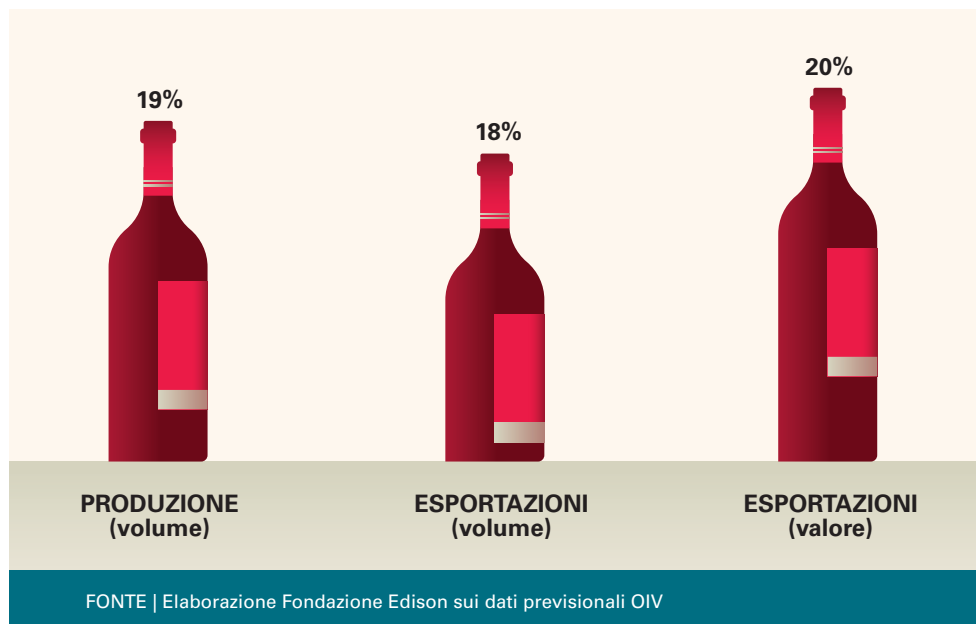 19%
18%
20%
PRODUZIONE
(volume)
ESPORTAZIONI
(volume)
ESPORTAZIONI
(valore)
FONTE | Elaborazione Fondazione Edison sui dati previsionali OIV